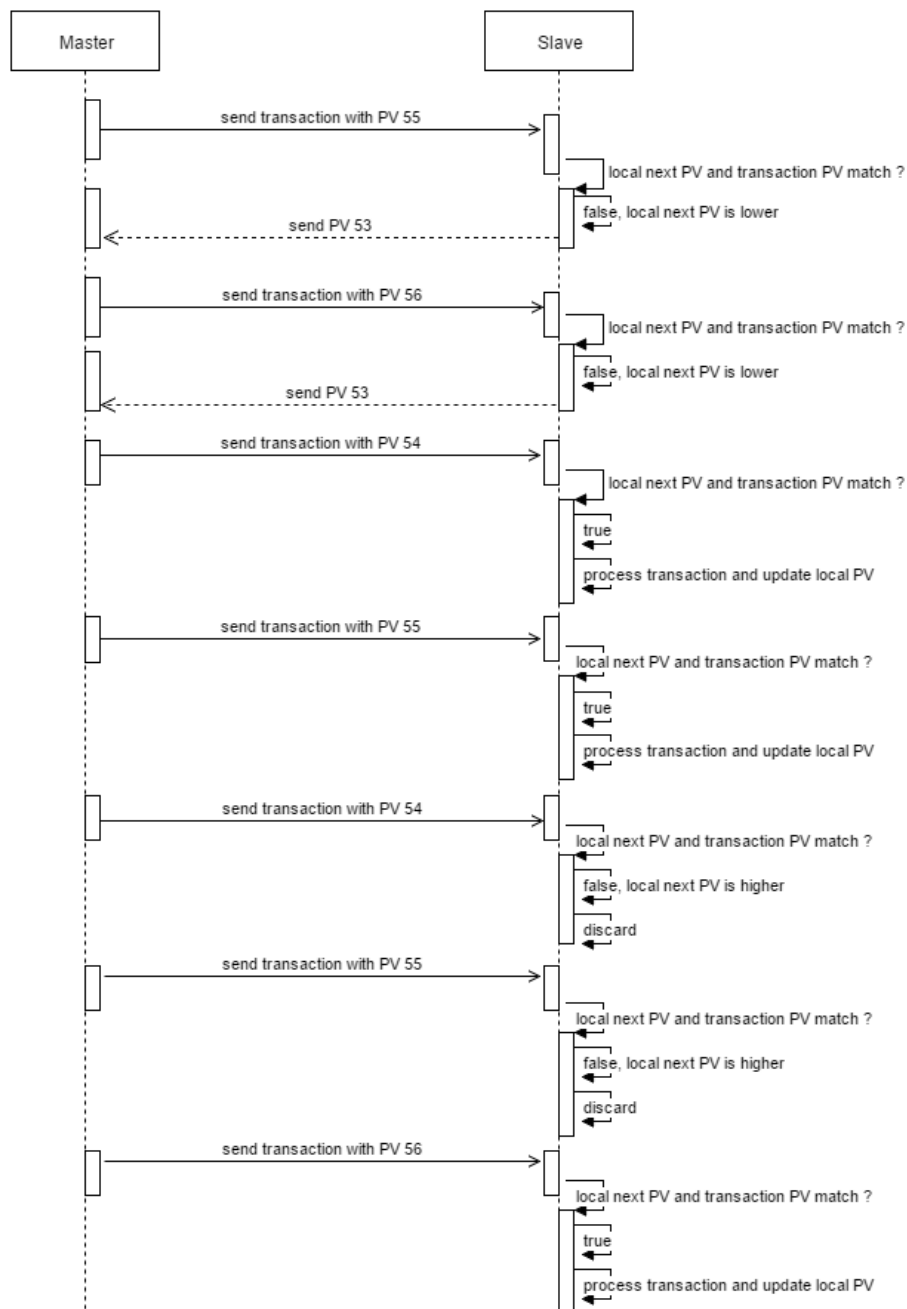 Master
Slave
send transaction with PV 55
local next PV and transaction PV match ?
false, local next PV is lower
send PV 53
send transaction with PV 56
local next PV and transaction PV match ?
false, local next PV is lower
send PV 53
send transaction with PV 54
local next PV and transaction PV match ?
true
process transaction and update local PV
send transaction with PV 55
local next PV and transaction PV match ?
true
process transaction and update local PV
send transaction with PV 54
local next PV and transaction PV match ?
false, local next PV is higher
discard
send transaction with PV 55
local next PV and transaction PV match ?
false, local next PV is higher
discard
send transaction with PV 56
local next PV and transaction PV match ?
true
process transaction and update local PV